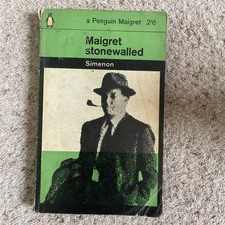 a Penguin Maigret 2/6
Maigret
stonewalled
Simenon